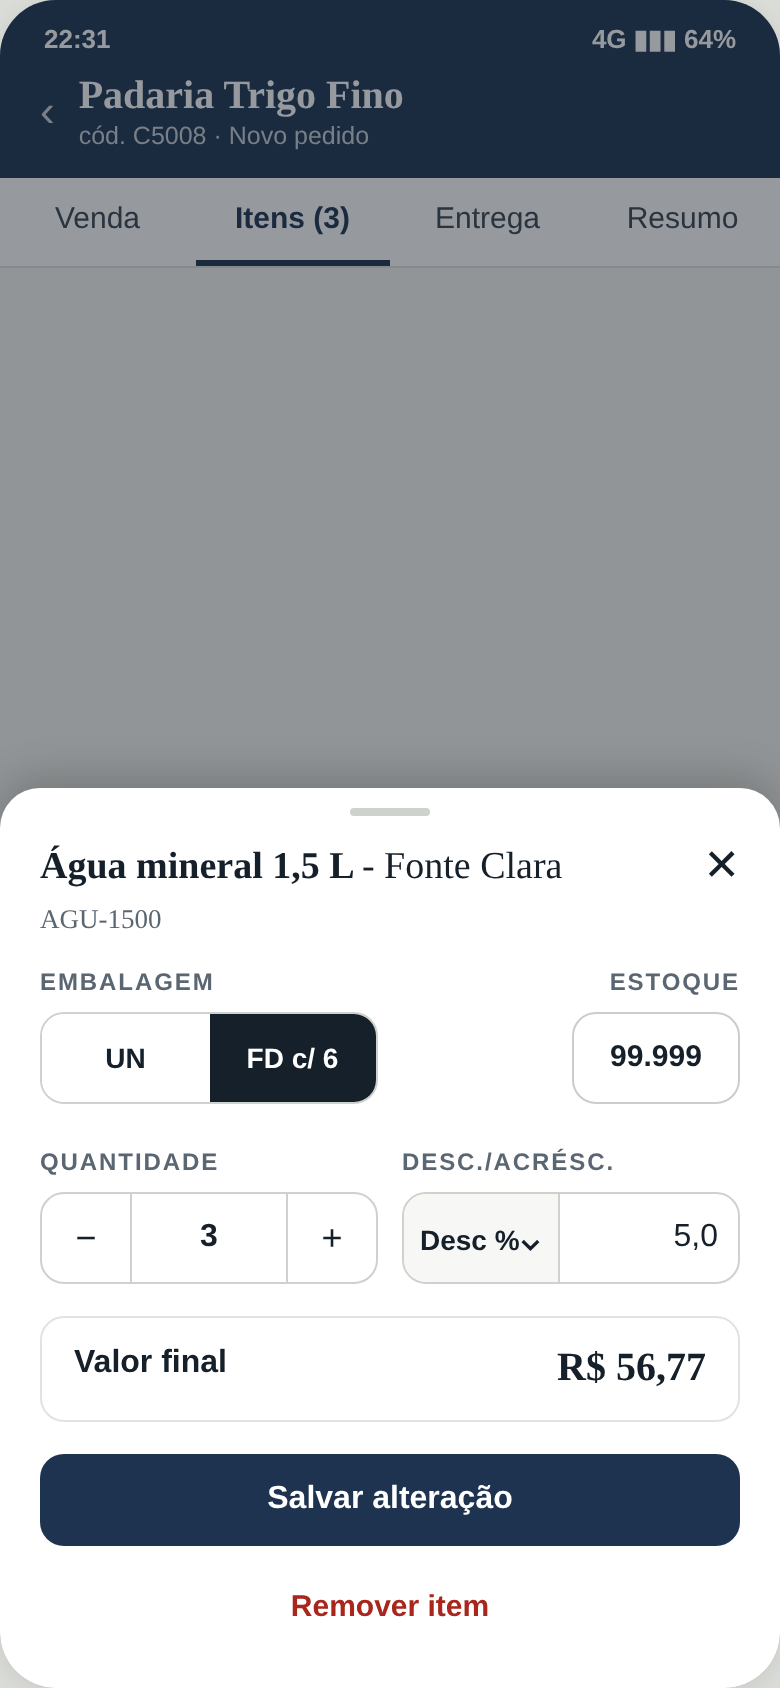 22:31 4G 64%
‹ Padaria Trigo Fino
cód. C5008 · Novo pedido
Venda Itens (3) Entrega Resumo
Água mineral 1,5 L - Fonte Clara ✕
AGU-1500
EMBALAGEM ESTOQUE
UN FD c/ 6 99.999
QUANTIDADE DESC./ACRÉSC.
− 3 + Desc % 5,0
Valor final R$ 56,77
Salvar alteração
Remover item